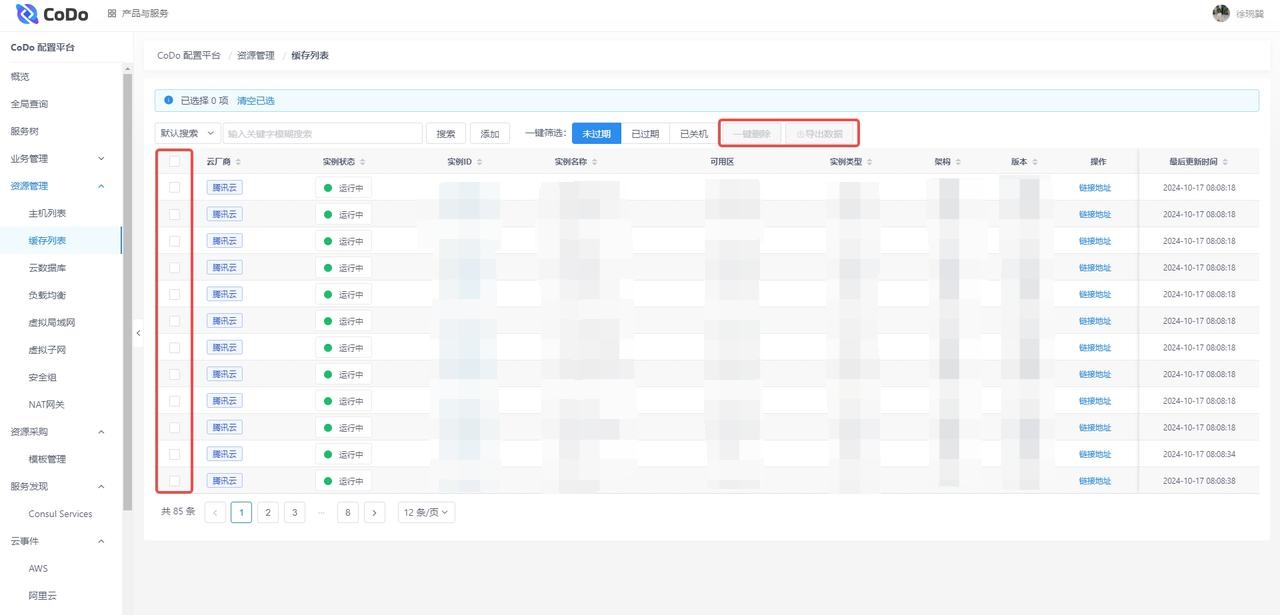 CoDo 产品与服务
CoDo 配置平台
概览
全局查询
服务树
业务管理
资源管理
主机列表
缓存列表
云数据库
负载均衡
虚拟局域网
虚拟子网
安全组
NAT网关
资源采购
模板管理
服务发现
Consul Services
云事件
AWS
阿里云
CoDo 配置平台 / 资源管理 / 缓存列表
已选择 0 项 清空已选
默认搜索 输入关键字模糊搜索 搜索 添加 一键筛选: 未过期 已过期 已关机 一键删除 导出数据
云厂商 实例状态 实例ID 实例名称 可用区 实例类型 架构 版本 操作 最后更新时间
腾讯云 运行中 链接地址 2024-10-17 08:08:18
腾讯云 运行中 链接地址 2024-10-17 08:08:18
腾讯云 运行中 链接地址 2024-10-17 08:08:18
腾讯云 运行中 链接地址 2024-10-17 08:08:18
腾讯云 运行中 链接地址 2024-10-17 08:08:18
腾讯云 运行中 链接地址 2024-10-17 08:08:18
腾讯云 运行中 链接地址 2024-10-17 08:08:18
腾讯云 运行中 链接地址 2024-10-17 08:08:18
腾讯云 运行中 链接地址 2024-10-17 08:08:18
腾讯云 运行中 链接地址 2024-10-17 08:08:18
腾讯云 运行中 链接地址 2024-10-17 08:08:34
腾讯云 运行中 链接地址 2024-10-17 08:08:38
共 85 条 < 1 2 3 ··· 8 > 12 条/页